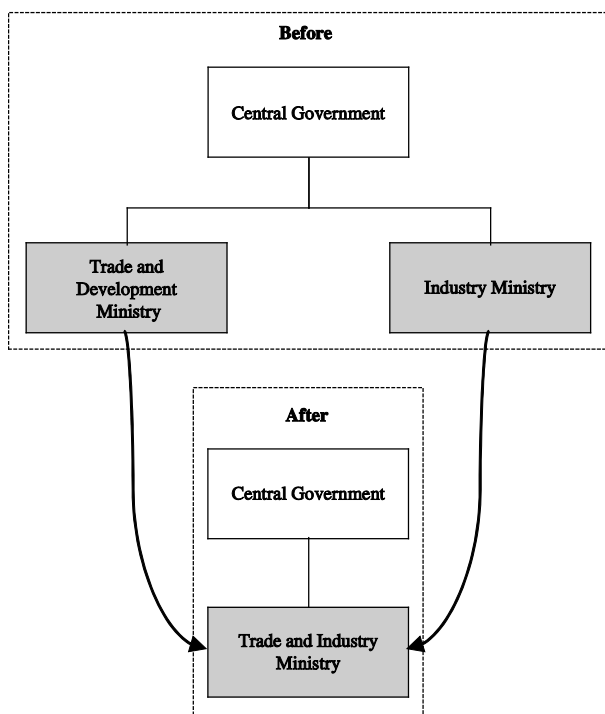 Before
Central Government
Trade and
Development
Ministry
Industry Ministry
After
Central Government
Trade and Industry
Ministry